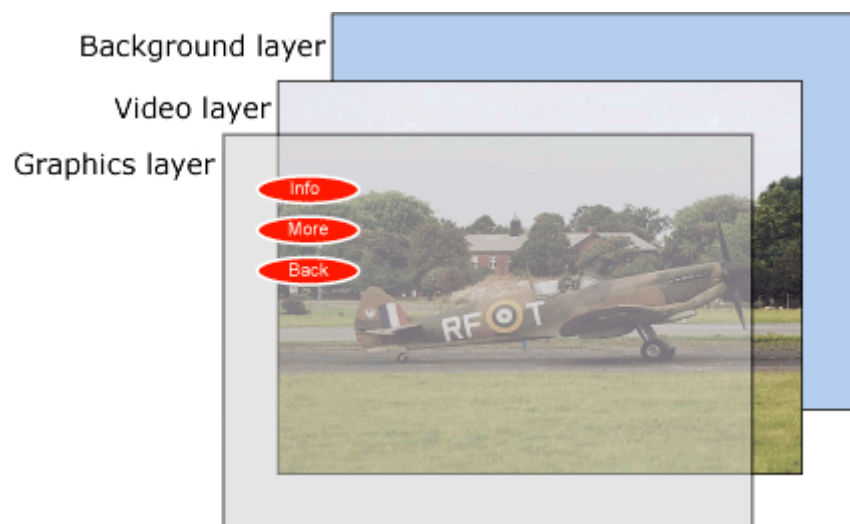 Background layer
Video layer
Graphics layer
Info
More
Back
RF T